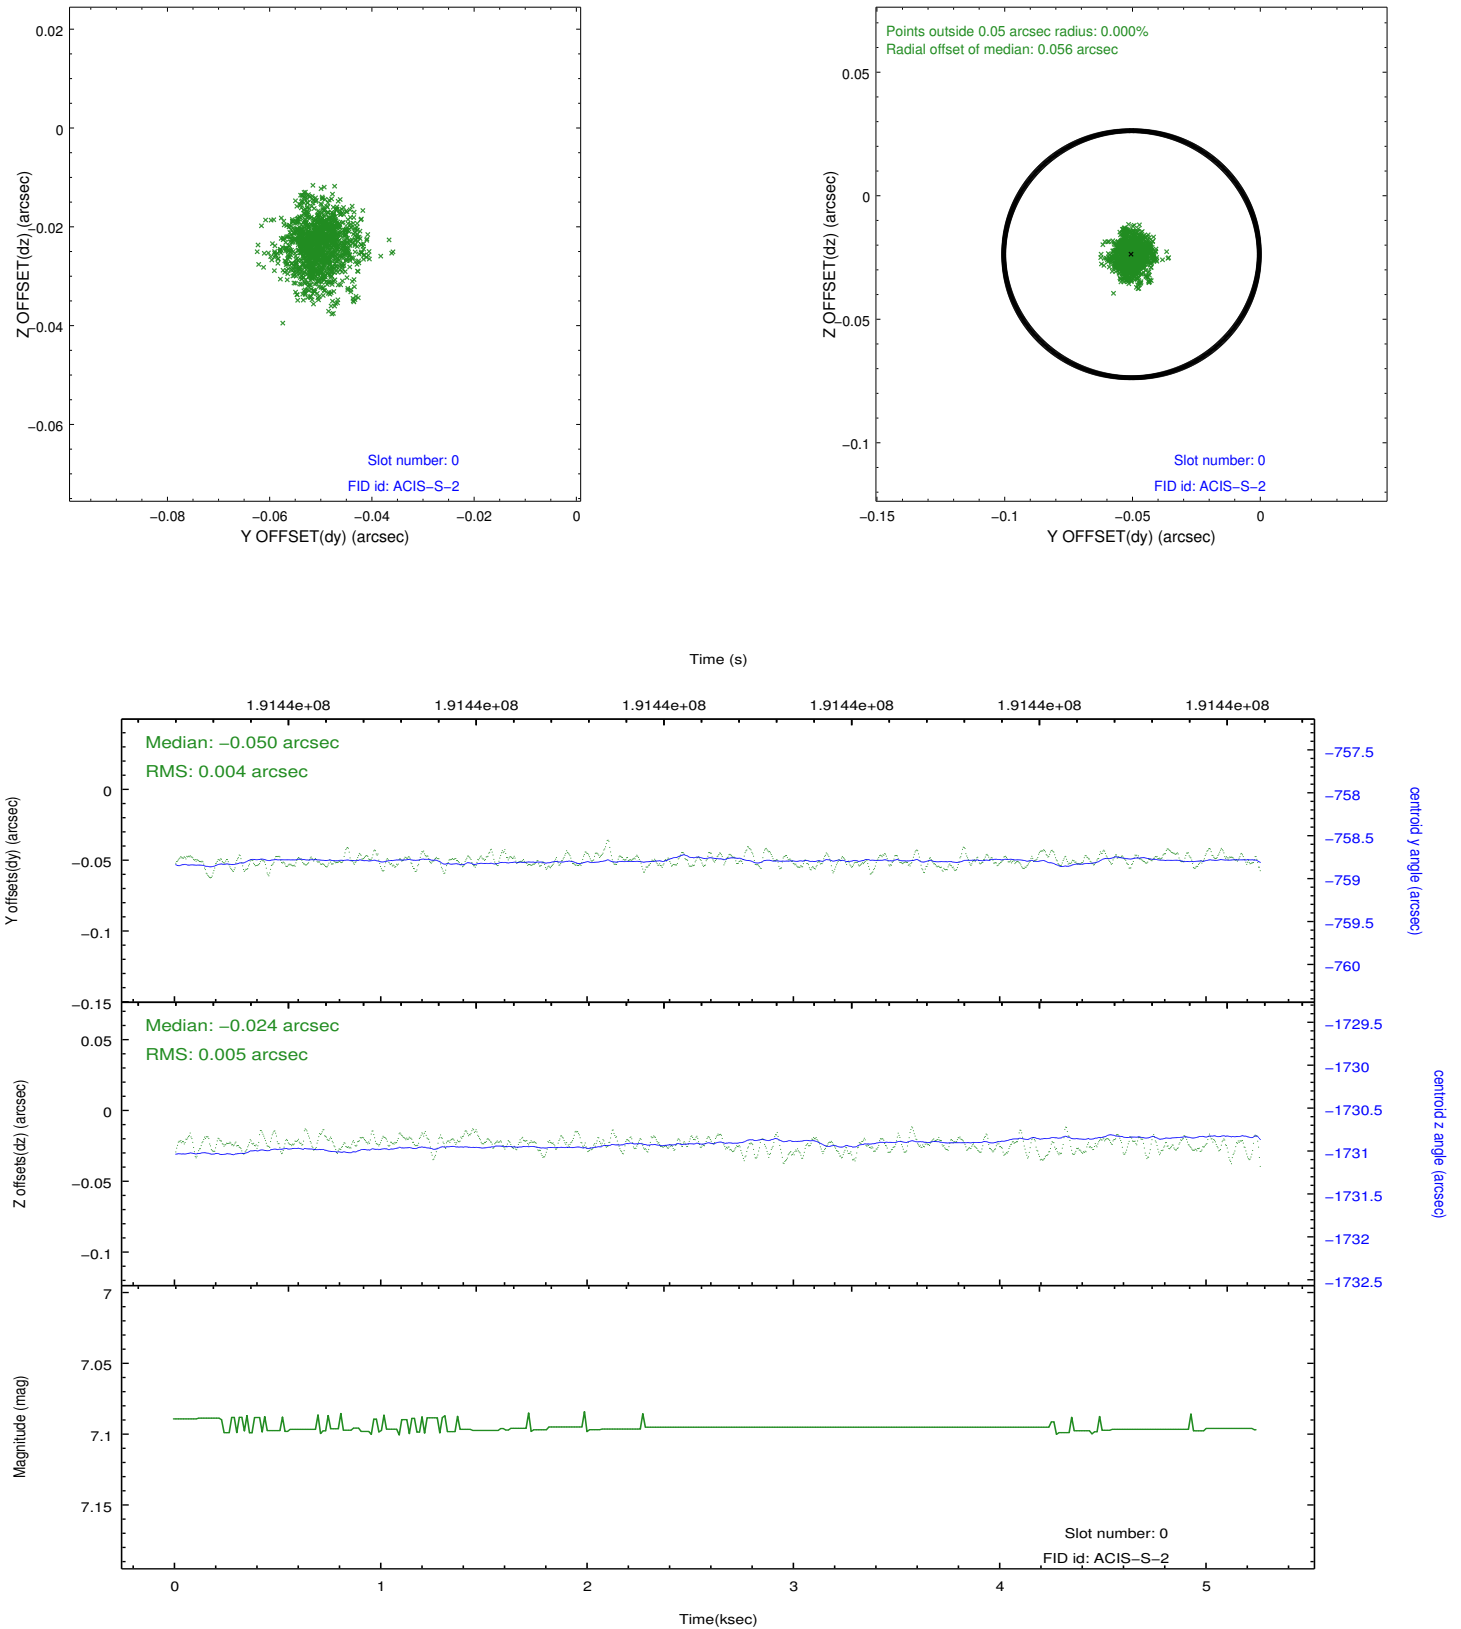 0.02
0
−0.02
−0.04
−0.06
Z OFFSET(dz) (arcsec)
Slot number: 0
FID id: ACIS−S−2
−0.08
−0.06
−0.04
−0.02
0
Y OFFSET(dy) (arcsec)
Points outside 0.05 arcsec radius: 0.000%
Radial offset of median: 0.056 arcsec
0.05
0
−0.05
−0.1
Z OFFSET(dz) (arcsec)
Slot number: 0
FID id: ACIS−S−2
−0.15
−0.1
−0.05
0
Y OFFSET(dy) (arcsec)
Time (s)
1.9144e+08
1.9144e+08
1.9144e+08
1.9144e+08
1.9144e+08
1.9144e+08
Median: −0.050 arcsec
RMS: 0.004 arcsec
0
−0.05
−0.1
−0.15
Y offsets(dy) (arcsec)
−757.5
−758
−758.5
−759
−759.5
−760
centroid y angle (arcsec)
Median: −0.024 arcsec
RMS: 0.005 arcsec
0.05
0
−0.05
−0.1
Z offsets(dz) (arcsec)
−1729.5
−1730
−1730.5
−1731
−1731.5
−1732
−1732.5
centroid z angle (arcsec)
7
7.05
7.1
7.15
Magnitude (mag)
Slot number: 0
FID id: ACIS−S−2
0
1
2
3
4
5
Time(ksec)